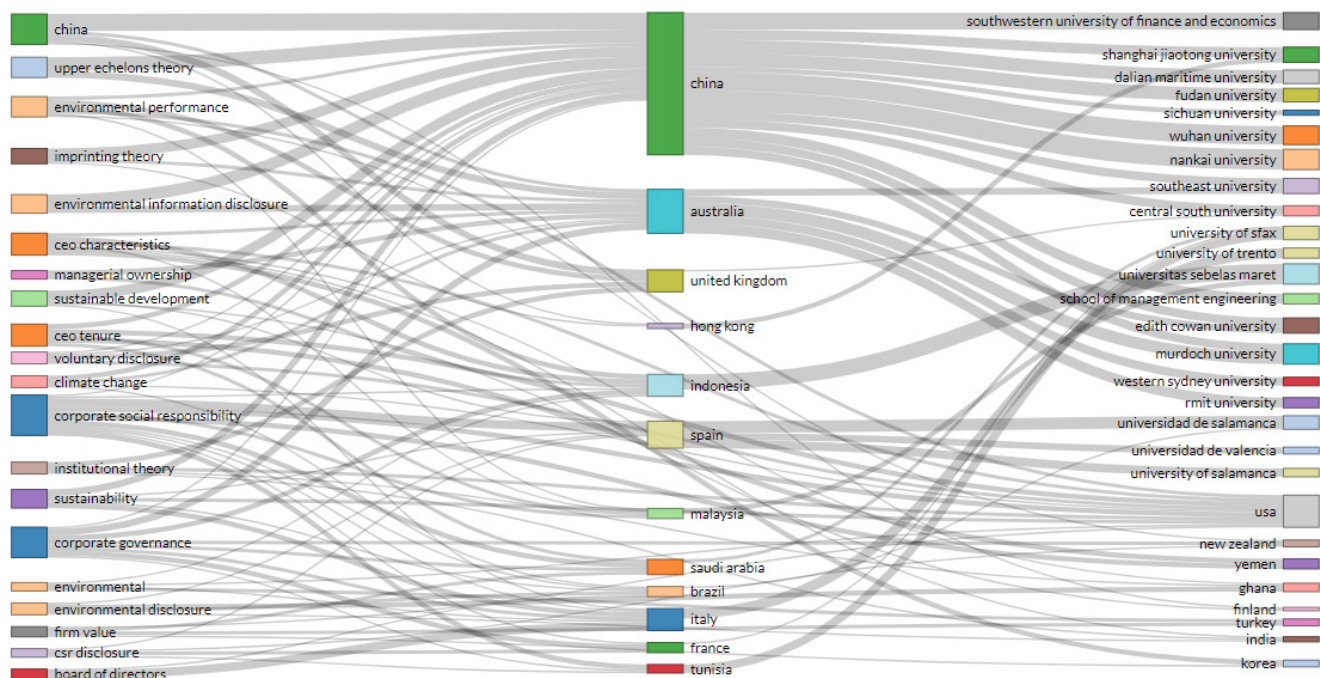 china
upper echelons theory
environmental performance
imprinting theory
environmental information disclosure
ceo characteristics
managerial ownership
sustainable development
ceo tenure
voluntary disclosure
climate change
corporate social responsibility
institutional theory
sustainability
corporate governance
environmental
environmental disclosure
firm value
csr disclosure
board of directors
china
australia
united kingdom
hong kong
indonesia
spain
malaysia
saudi arabia
brazil
italy
france
tunisia
southwestern university of finance and economics
shanghai jiaotong university
dalian maritime university
fudan university
sichuan university
wuhan university
nankai university
southeast university
central south university
university of sfax
university of trento
universitas sebelas maret
school of management engineering
edith cowan university
murdoch university
western sydney university
rmit university
universidad de salamanca
universidad de valencia
university of salamanca
usa
new zealand
yemen
ghana
finland
turkey
india
korea